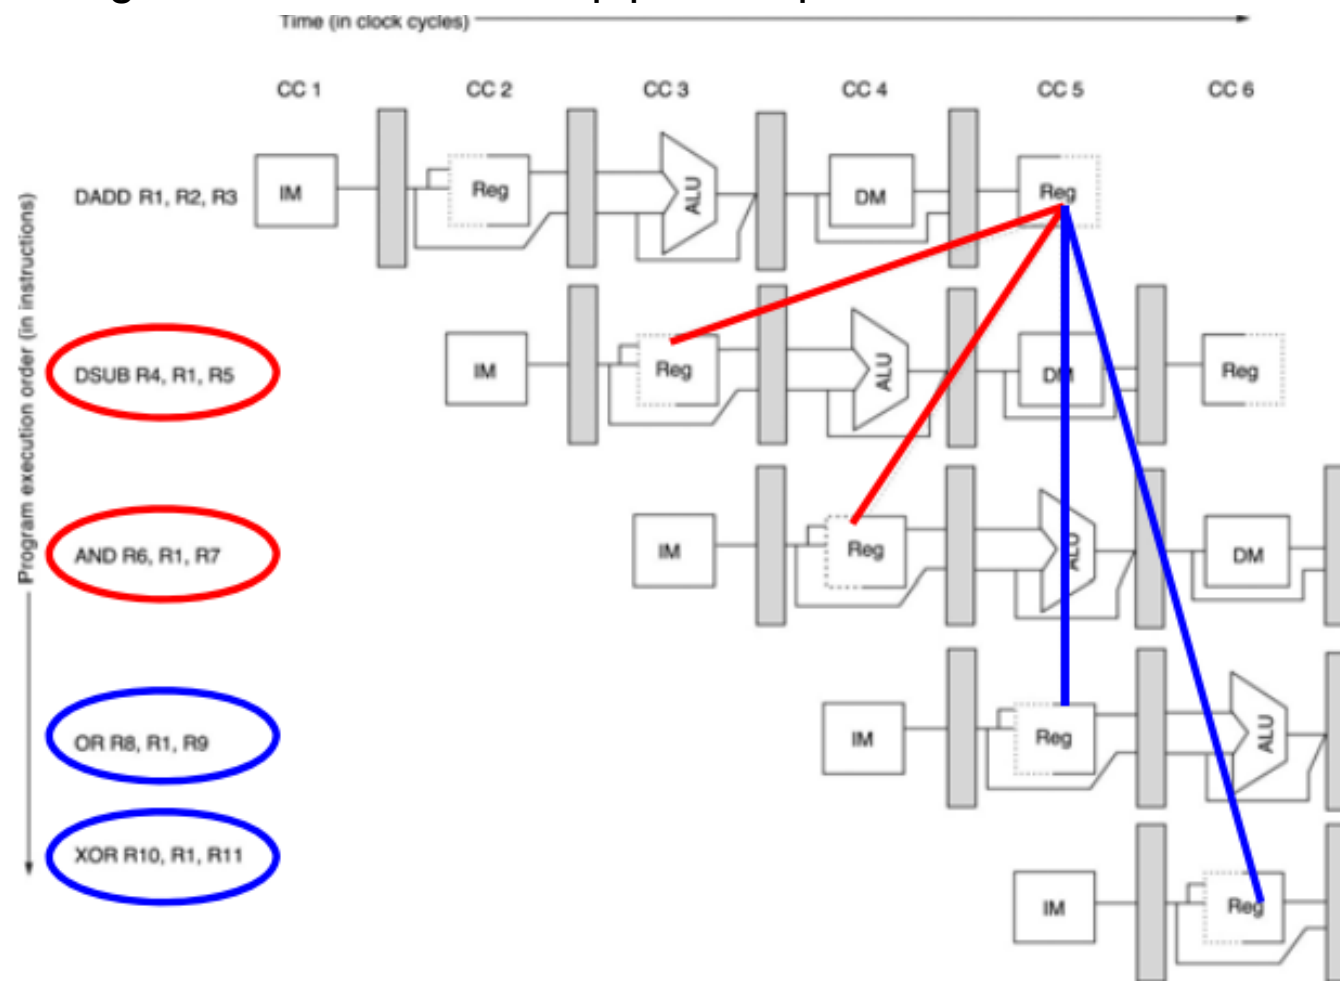 Time (in clock cycles)
CC 1 CC 2 CC 3 CC 4 CC 5 CC 6
Program execution order (in instructions)
DADD R1, R2, R3 IM Reg ALU DM Reg
DSUB R4, R1, R5 IM Reg ALU DM Reg
AND R6, R1, R7 IM Reg ALU DM
OR R8, R1, R9 IM Reg ALU
XOR R10, R1, R11 IM Reg